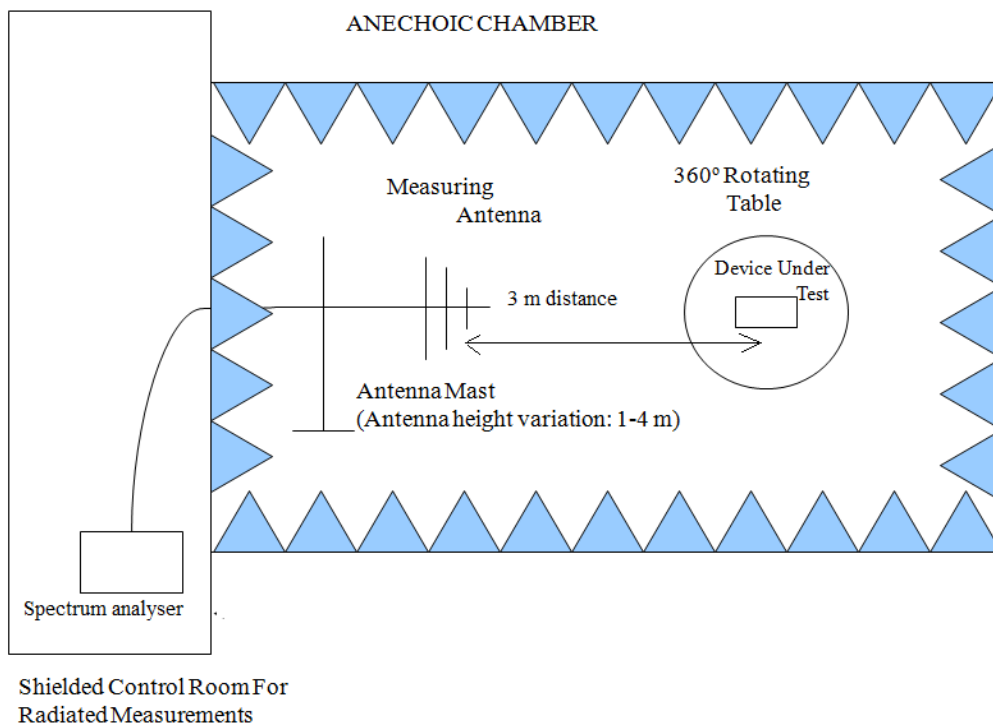 ANECHOIC CHAMBER
Measuring
Antenna
360º Rotating
Table
Device Under
Test
3 m distance
Antenna Mast
(Antenna height variation: 1-4 m)
Spectrum analyser
Shielded Control Room For
Radiated Measurements